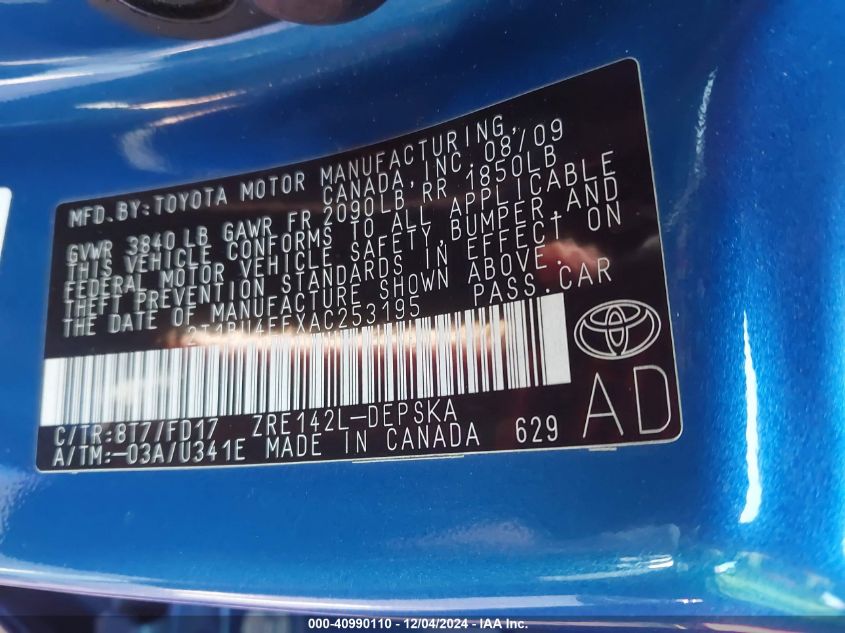 MFD. BY: TOYOTA MOTOR MANUFACTURING,
CANADA, INC. 08/09
GVWR 3840 LB GAWR FR 2090LB RR 1850LB
THIS VEHICLE CONFORMS TO ALL APPLICABLE
FEDERAL MOTOR VEHICLE SAFETY, BUMPER, AND
THEFT PREVENTION STANDARDS IN EFFECT ON
THE DATE OF MANUFACTURE SHOWN ABOVE.
2T1BU4EEXAC253195 PASS. CAR
C/TR:8T7/FD17 ZRE142L-DEPSKA
A/TM:-03A/U341E MADE IN CANADA 629
AD
000-40990110 - 12/04/2024 - IAA Inc.